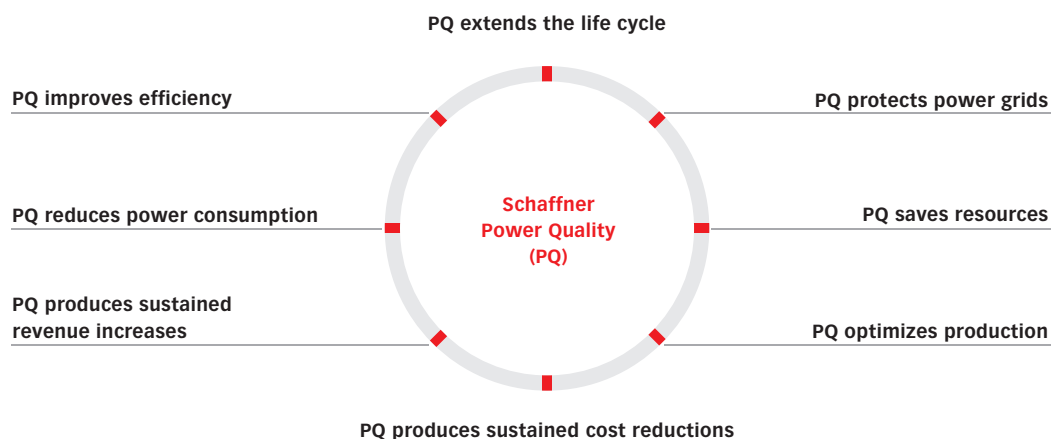 PQ extends the life cycle
PQ improves efficiency
PQ protects power grids
PQ reduces power consumption
Schaffner
Power Quality
(PQ)
PQ saves resources
PQ produces sustained
revenue increases
PQ optimizes production
PQ produces sustained cost reductions